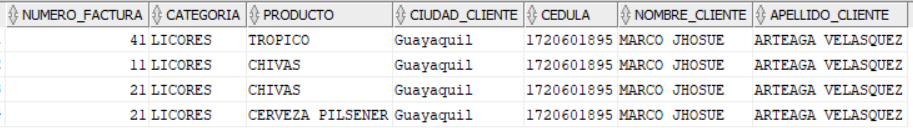 NUMERO_FACTURA CATEGORIA PRODUCTO CIUDAD_CLIENTE CEDULA NOMBRE_CLIENTE APELLIDO_CLIENTE
41 LICORES TROPICO Guayaquil 1720601895 MARCO JHOSUE ARTEAGA VELASQUEZ
11 LICORES CHIVAS Guayaquil 1720601895 MARCO JHOSUE ARTEAGA VELASQUEZ
21 LICORES CHIVAS Guayaquil 1720601895 MARCO JHOSUE ARTEAGA VELASQUEZ
21 LICORES CERVEZA PILSENER Guayaquil 1720601895 MARCO JHOSUE ARTEAGA VELASQUEZ